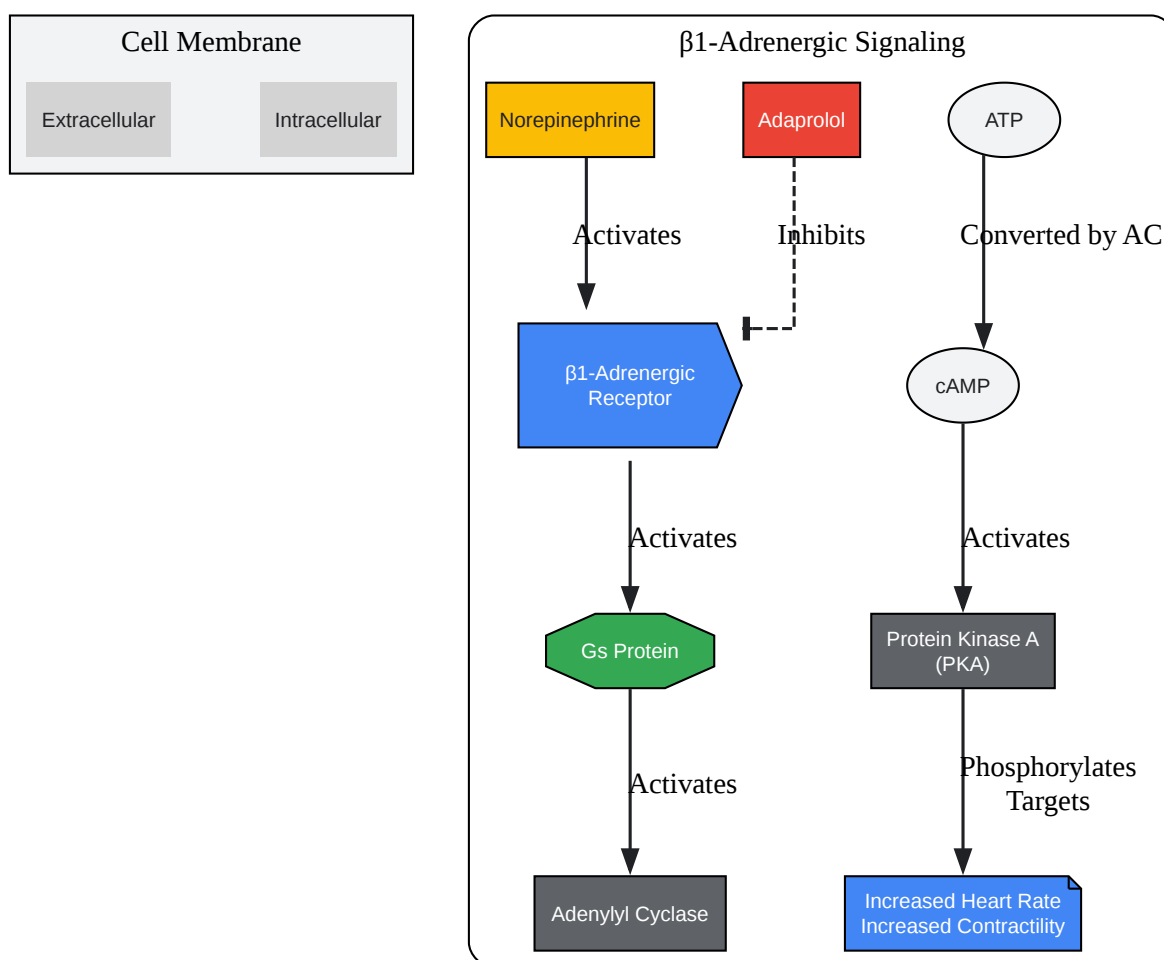 Cell Membrane
Extracellular
Intracellular
β1-Adrenergic Signaling
Norepinephrine
Adaprolol
ATP
Activates
Inhibits
Converted by AC
β1-Adrenergic
Receptor
cAMP
Activates
Activates
Gs Protein
Protein Kinase A
(PKA)
Activates
Phosphorylates
Targets
Adenylyl Cyclase
Increased Heart Rate
Increased Contractility